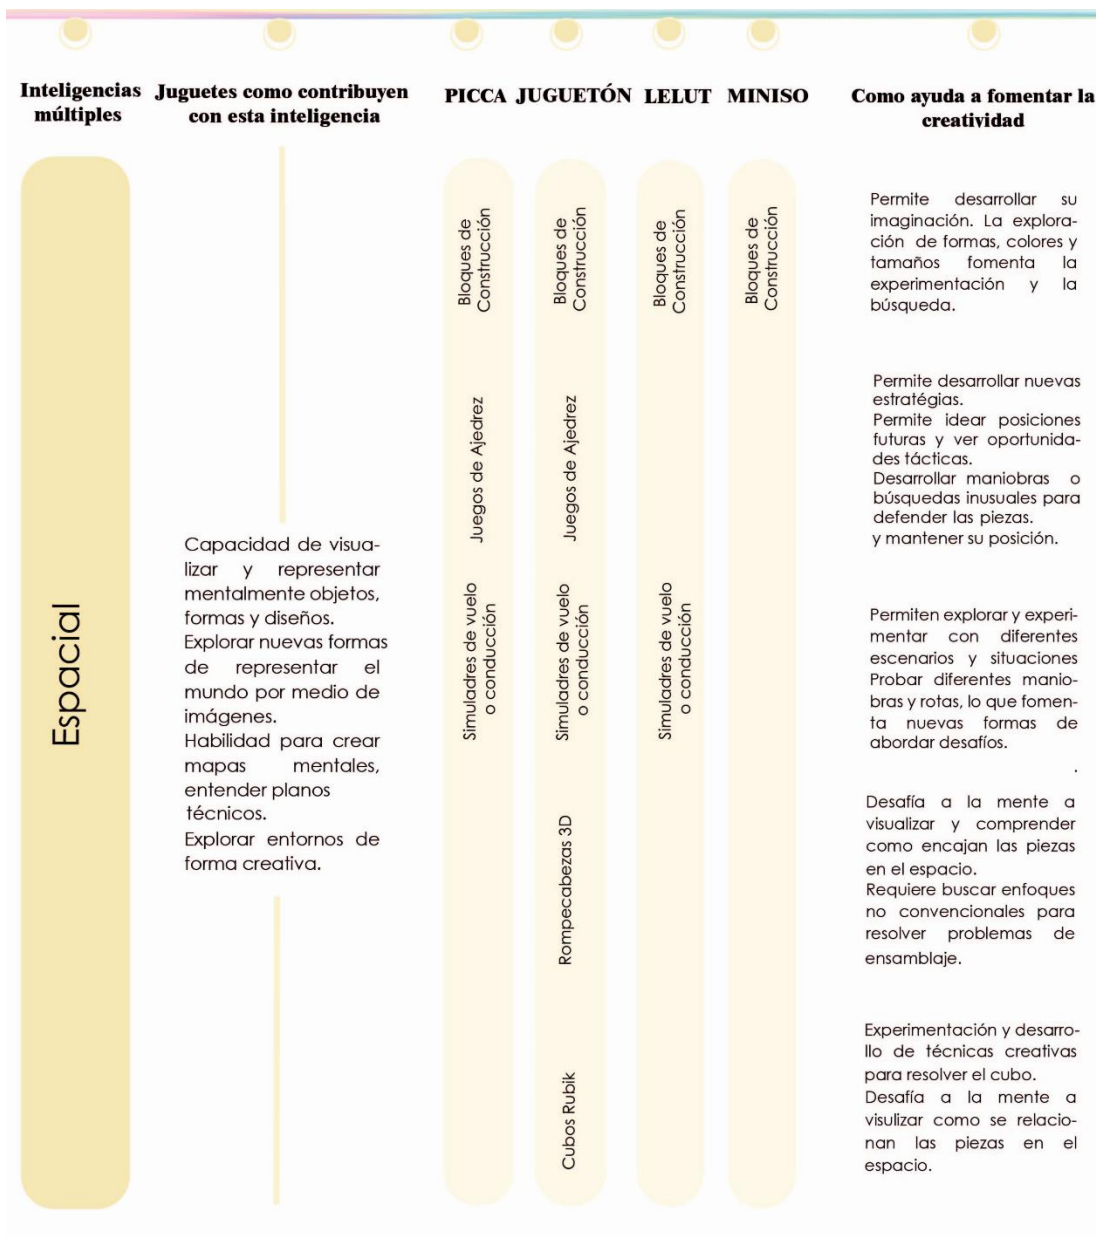 Inteligencias
múltiples
Juguetes como contribuyen
con esta inteligencia
PICCA
JUGUETÓN
LELUT
MINISO
Como ayuda a fomentar la
creatividad
Espacial
Capacidad de visua-
lizar y representar
mentalmente objetos,
formas y diseños.
Explorar nuevas formas
de representar el
mundo por medio de
imágenes.
Habilidad para crear
mapas mentales,
entender planos
técnicos.
Explorar entornos de
forma creativa.
Bloques de
Construcción
Bloques de
Construcción
Bloques de
Construcción
Bloques de
Construcción
Permite desarrollar su
imaginación. La explora-
ción de formas, colores y
tamaños fomenta la
experimentación y la
búsqueda.
Juegos de Ajedrez
Juegos de Ajedrez
Permite desarrollar nuevas
estratégias.
Permite idear posiciones
futuras y ver oportunida-
des tácticas.
Desarrollar maniobras o
búsquedas inusuales para
defender las piezas.
y mantener su posición.
Simuladres de vuelo
o conducción
Simuladres de vuelo
o conducción
Simuladres de vuelo
o conducción
Permiten explorar y experi-
mentar con diferentes
escenarios y situaciones
Probar diferentes manio-
bras y rotas, lo que fomen-
ta nuevas formas de
abordar desafíos.
.
Rompecabezas 3D
Desafía a la mente a
visualizar y comprender
como encajan las piezas
en el espacio.
Requiere buscar enfoques
no convencionales para
resolver problemas de
ensamblaje.
Cubos Rubik
Experimentación y desarro-
llo de técnicas creativas
para resolver el cubo.
Desafía a la mente a
visulizar como se relacio-
nan las piezas en el
espacio.